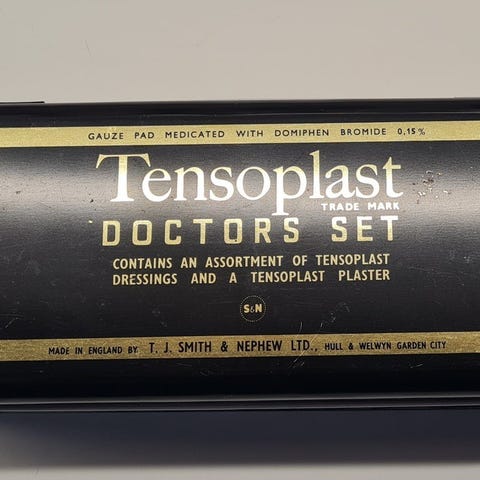 GAUZE PAD MEDICATED WITH DOMIPHEN BROMIDE 0,15%
Tensoplast
TRADE MARK
DOCTORS SET
CONTAINS AN ASSORTMENT OF TENSOPLAST
DRESSINGS AND A TENSOPLAST PLASTER
S&N
MADE IN ENGLAND BY T. J. SMITH & NEPHEW LTD., HULL & WELWYN GARDEN CITY